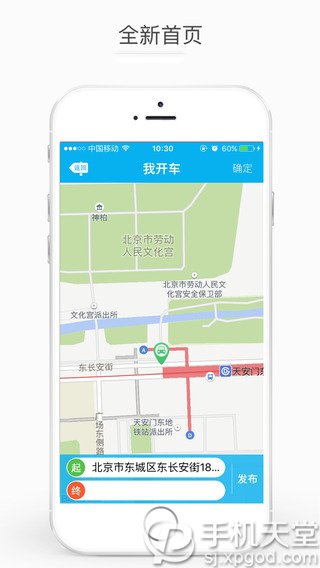 全新首页
中国移动
10:30
60%
返回
我开车
确定
神柏
北京市劳动
人民文化宫
北京市劳动人民文
化宫安全保卫部
文化宫派出所
A
东长安街
天安门东
天安门东地
铁站派出所
D
广场东侧路
起
北京市东城区东长安街18...
终
发布
手机天堂
sj.xpgod.com